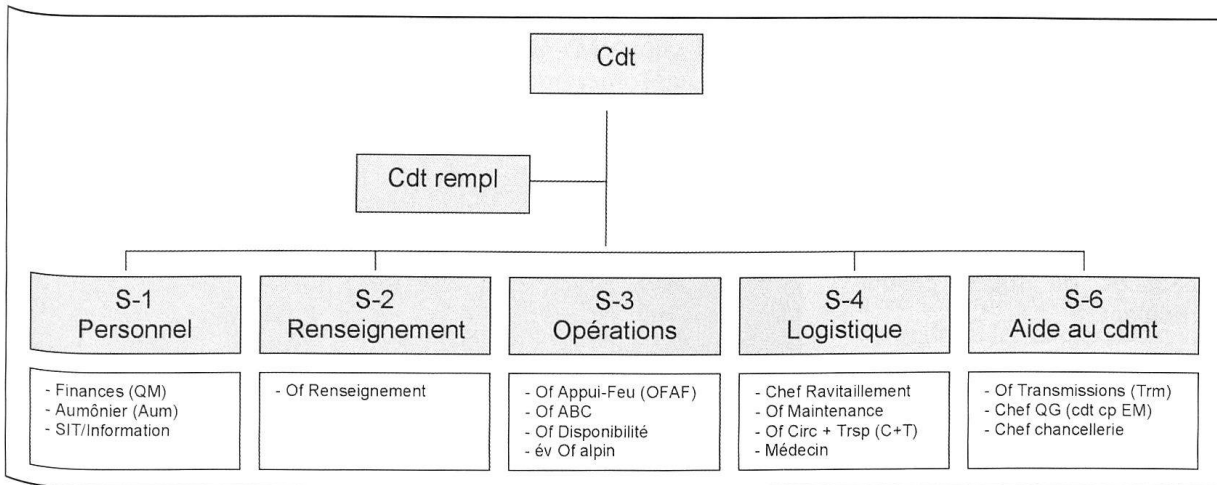 Cdt
Cdt rempl
S-1
Personnel
- Finances (QM)
- Aumônier (Aum)
- SIT/Information
S-2
Renseignement
- Of Renseignement
S-3
Opérations
- Of Appui-Feu (OFAF)
- Of ABC
- Of Disponibilité
- év Of alpin
S-4
Logistique
- Chef Ravitaillement
- Of Maintenance
- Of Circ + Trsp (C+T)
- Médecin
S-6
Aide au cdmt
- Of Transmissions (Trm)
- Chef QG (cdt cp EM)
- Chef chancellerie